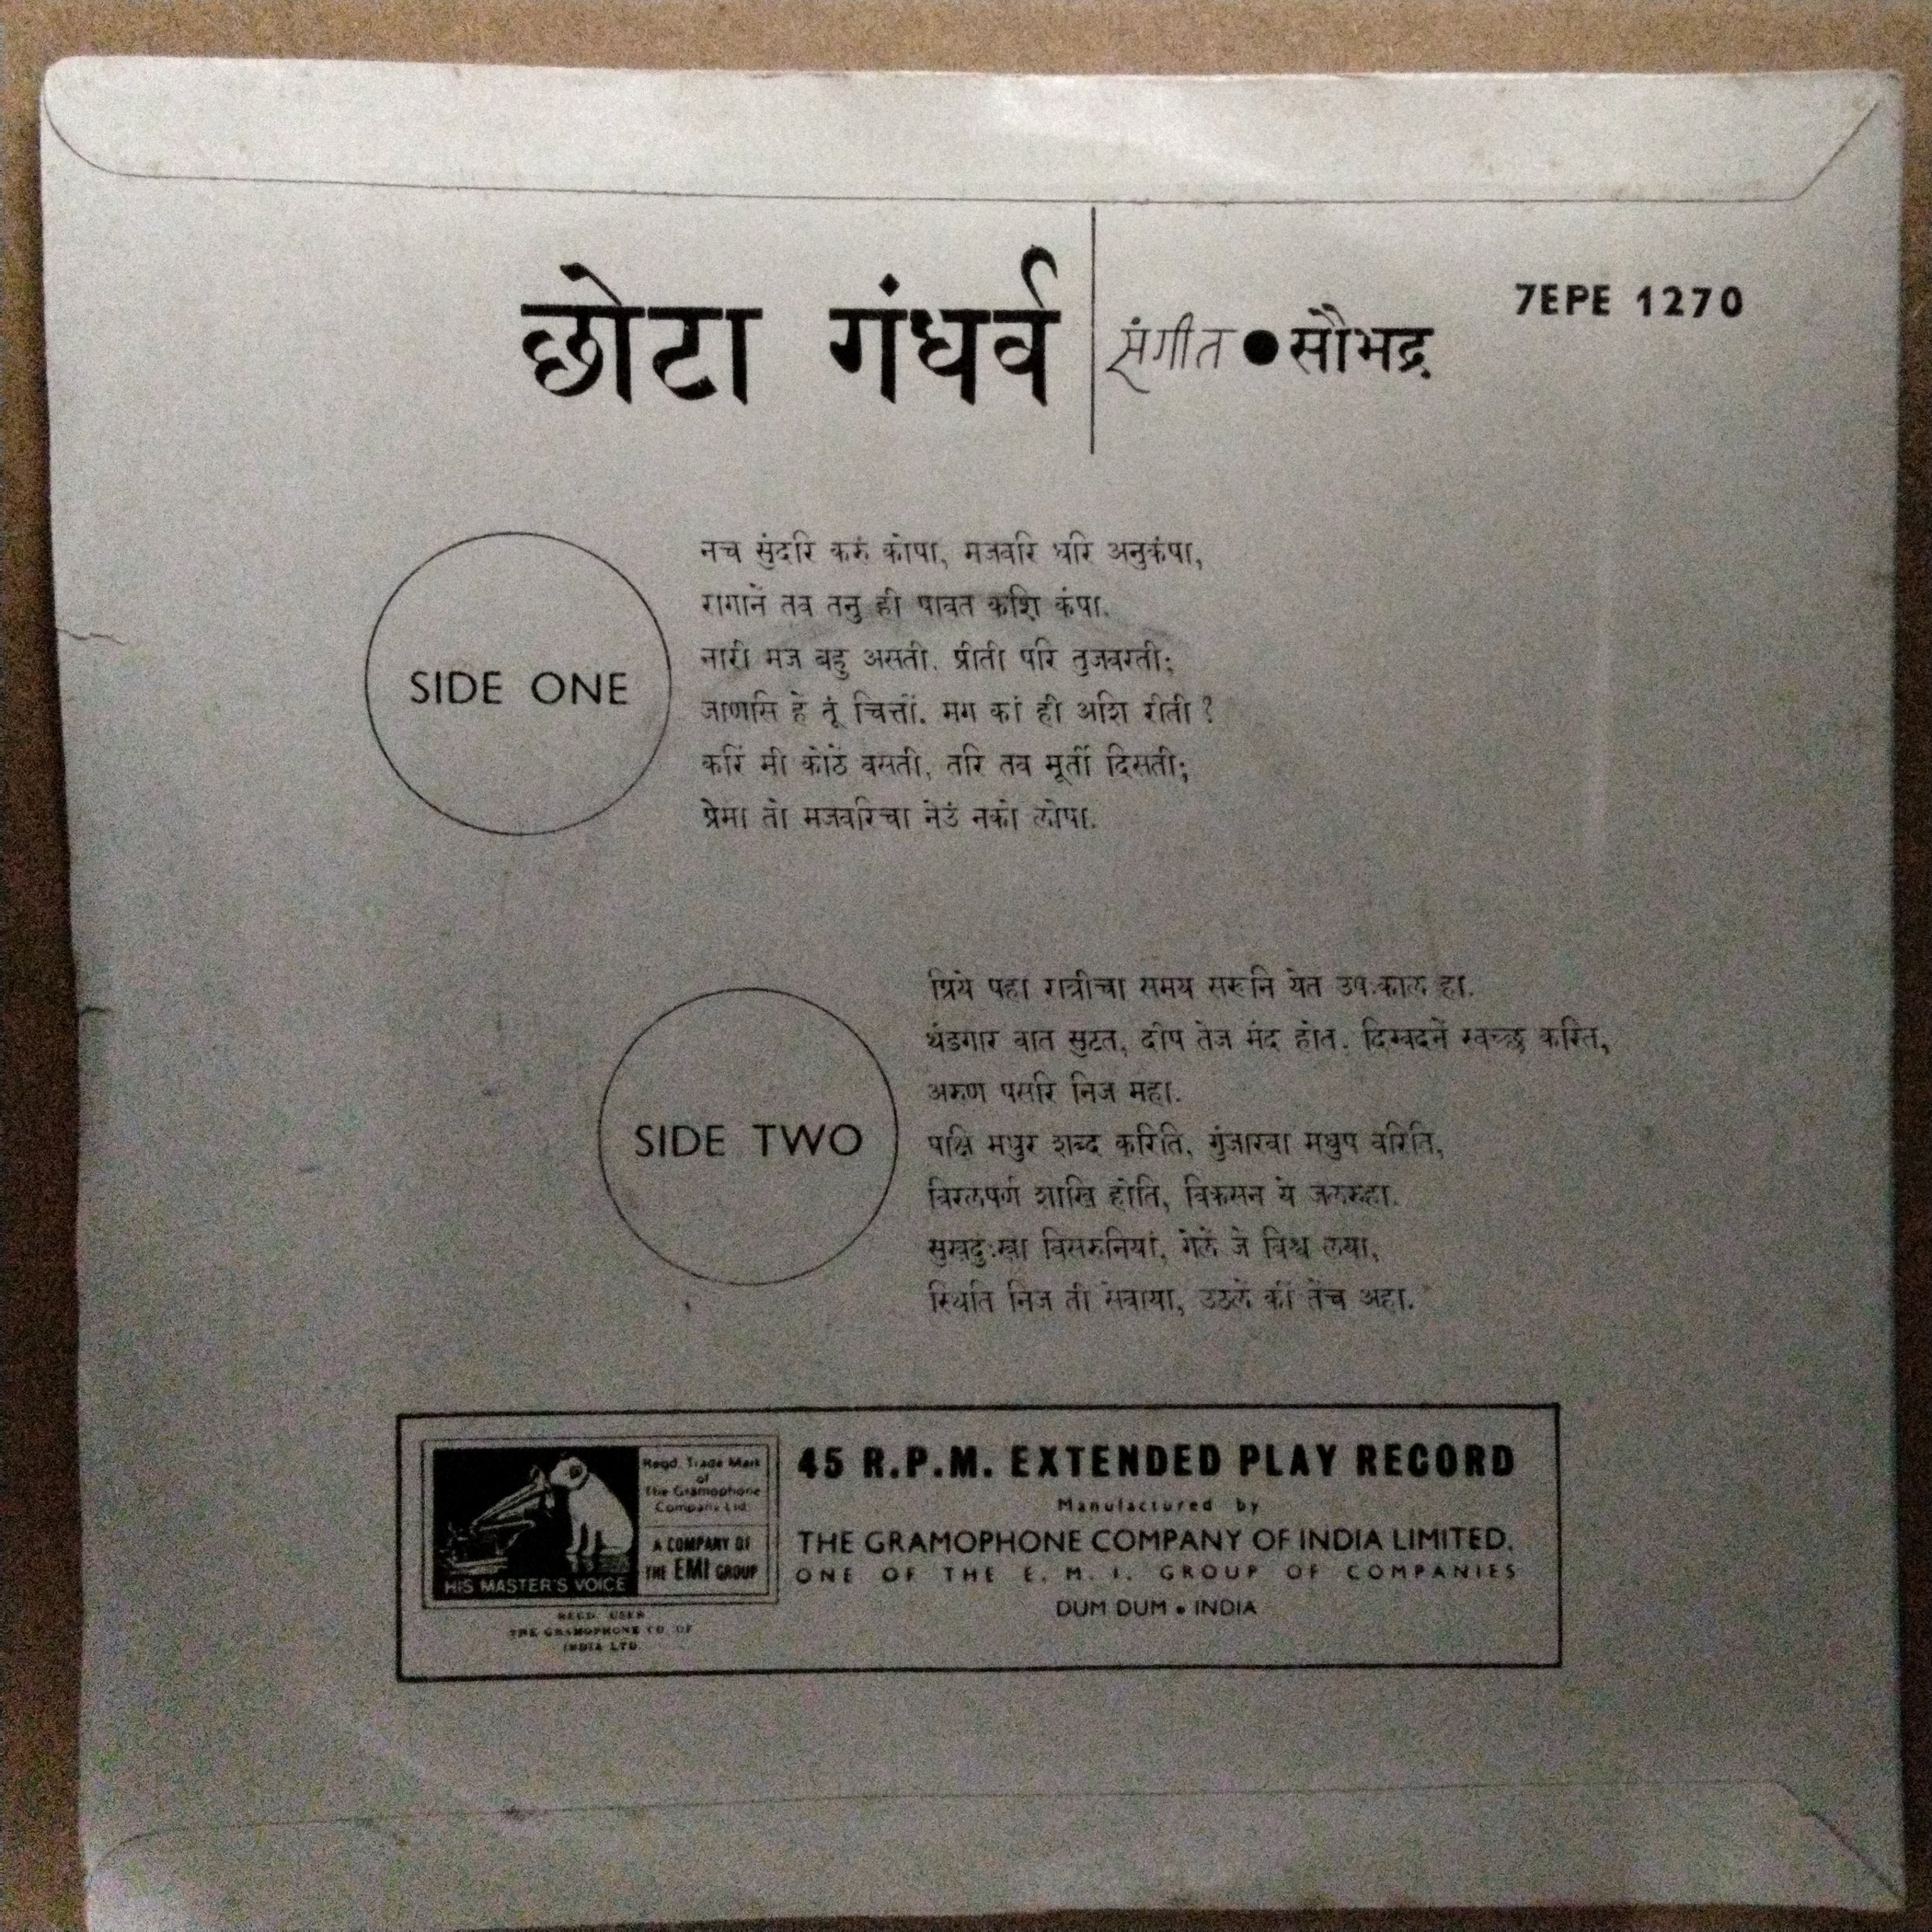 छोटा गंधर्व
संगीत ● सौभद्र
7EPE 1270
SIDE ONE
नच सुंदरि करुं कोपा, मजवरि धरि अनुकंपा,
रागानें तव तनु ही पावत कशि कंपा.
नारी मज बहु असती. प्रीती परि तुजवरती;
जाणसि हें तूं चित्तीं. मग कां ही अशि रीती ?
करिं मी कोठें वसती, तरि तव मूर्ती दिसती;
प्रेमा तो मजवरिचा नेउं नको लोपा.
SIDE TWO
प्रिये पहा रात्रीचा समय सरूनि येत उषःकाल हा.
थंडगार वात सुटत, दीप तेज मंद होत. दिग्वदनें स्वच्छ करित,
अरुण पसरि निज महा.
पक्षि मधुर शब्द करिति, गुंजारवा मधुप वरिति,
विरलपर्ण शाखि होति, विकसन ये जलरुहा.
सुखदुःखा विसरुनियां, गेलें जें विश्व लया,
स्थिति निज ती सेवाया, उठलें कीं तेंच अहा.
HIS MASTER'S VOICE
Regd. Trade Mark
of
The Gramophone
Company Ltd.
A COMPANY OF
THE EMI GROUP
REGD. USER
THE GRAMOPHONE CO. OF
INDIA LTD.
45 R.P.M. EXTENDED PLAY RECORD
Manufactured by
THE GRAMOPHONE COMPANY OF INDIA LIMITED.
ONE OF THE E. M. I. GROUP OF COMPANIES
DUM DUM • INDIA